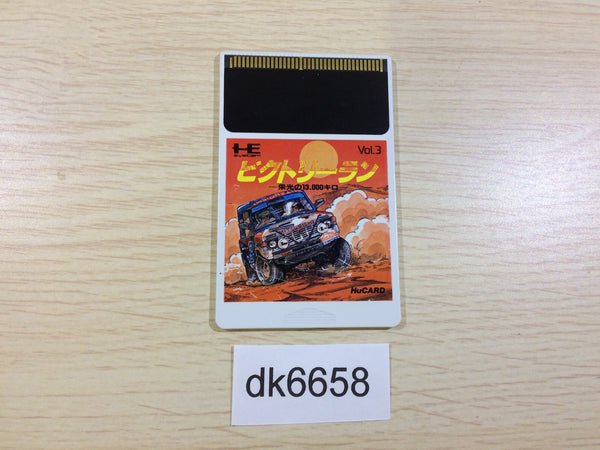 HE
SYSTEM
Vol.3
ビクトリーラン
栄光の13,000キロ
HuCARD
dk6658